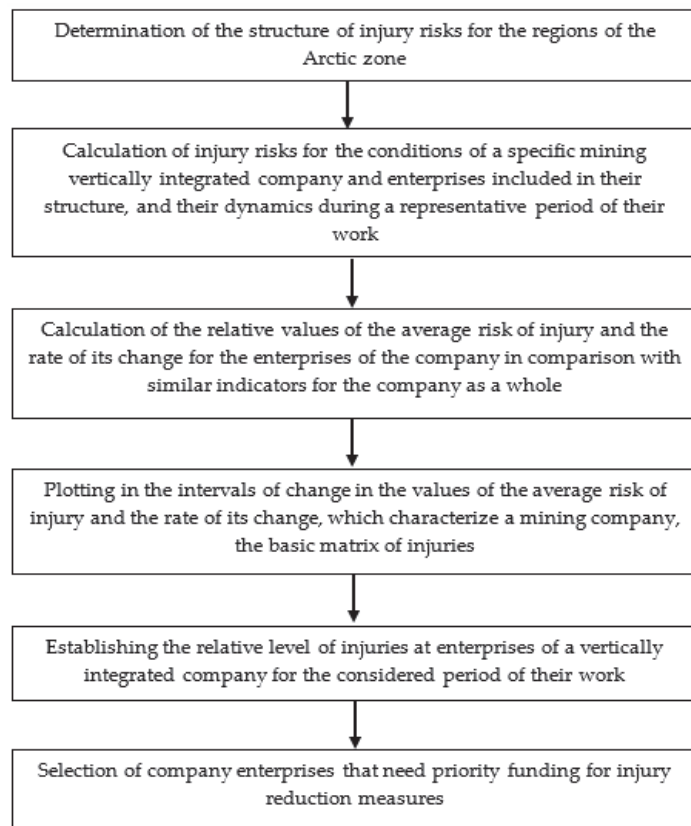 Determination of the structure of injury risks for the regions of the
Arctic zone
Calculation of injury risks for the conditions of a specific mining
vertically integrated company and enterprises included in their
structure, and their dynamics during a representative period of their
work
Calculation of the relative values of the average risk of injury and the
rate of its change for the enterprises of the company in comparison with
similar indicators for the company as a whole
Plotting in the intervals of change in the values of the average risk of
injury and the rate of its change, which characterize a mining company,
the basic matrix of injuries
Establishing the relative level of injuries at enterprises of a vertically
integrated company for the considered period of their work
Selection of company enterprises that need priority funding for injury
reduction measures